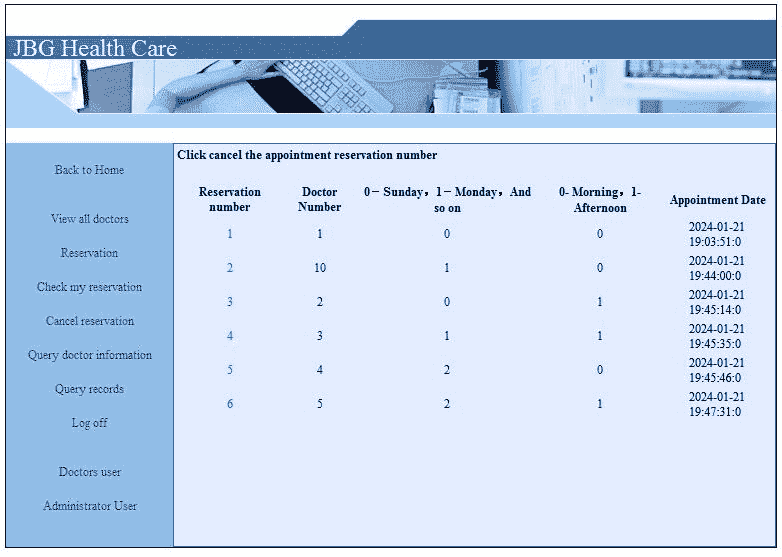 JBG Health Care
Back to Home
View all doctors
Reservation
Check my reservation
Cancel reservation
Query doctor information
Query records
Log off
Doctors user
Administrator User
Click cancel the appointment reservation number
Reservation number Doctor Number 0－ Sunday，1－ Monday，And so on 0- Morning，1- Afternoon Appointment Date
1 1 0 0 2024-01-21 19:03:51:0
2 10 1 0 2024-01-21 19:44:00:0
3 2 0 1 2024-01-21 19:45:14:0
4 3 1 1 2024-01-21 19:45:35:0
5 4 2 0 2024-01-21 19:45:46:0
6 5 2 1 2024-01-21 19:47:31:0